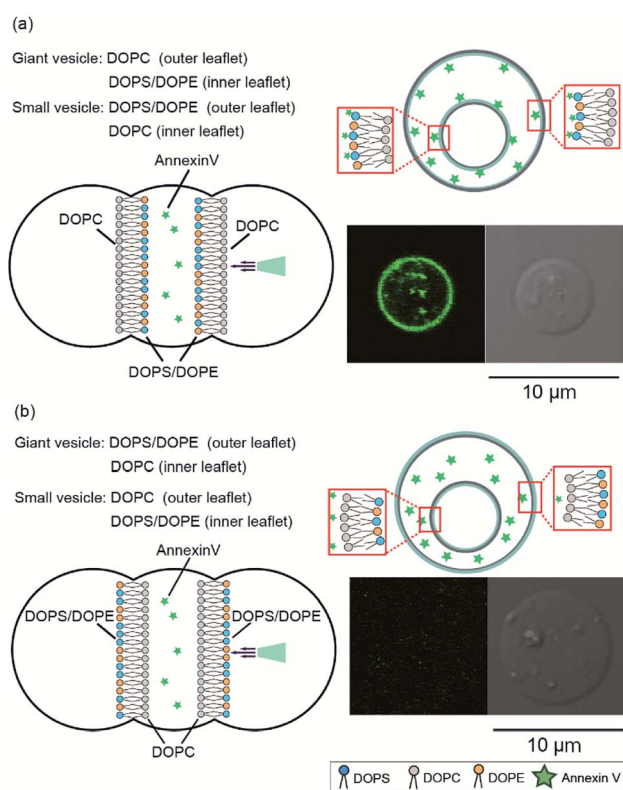 (a)
Giant vesicle: DOPC (outer leaflet)
DOPS/DOPE (inner leaflet)
Small vesicle: DOPS/DOPE (outer leaflet)
DOPC (inner leaflet)
AnnexinV
DOPC
DOPC
DOPS/DOPE
10 µm
(b)
Giant vesicle: DOPS/DOPE (outer leaflet)
DOPC (inner leaflet)
Small vesicle: DOPC (outer leaflet)
DOPS/DOPE (inner leaflet)
AnnexinV
DOPS/DOPE
DOPS/DOPE
DOPC
10 µm
DOPS DOPC DOPE Annexin V